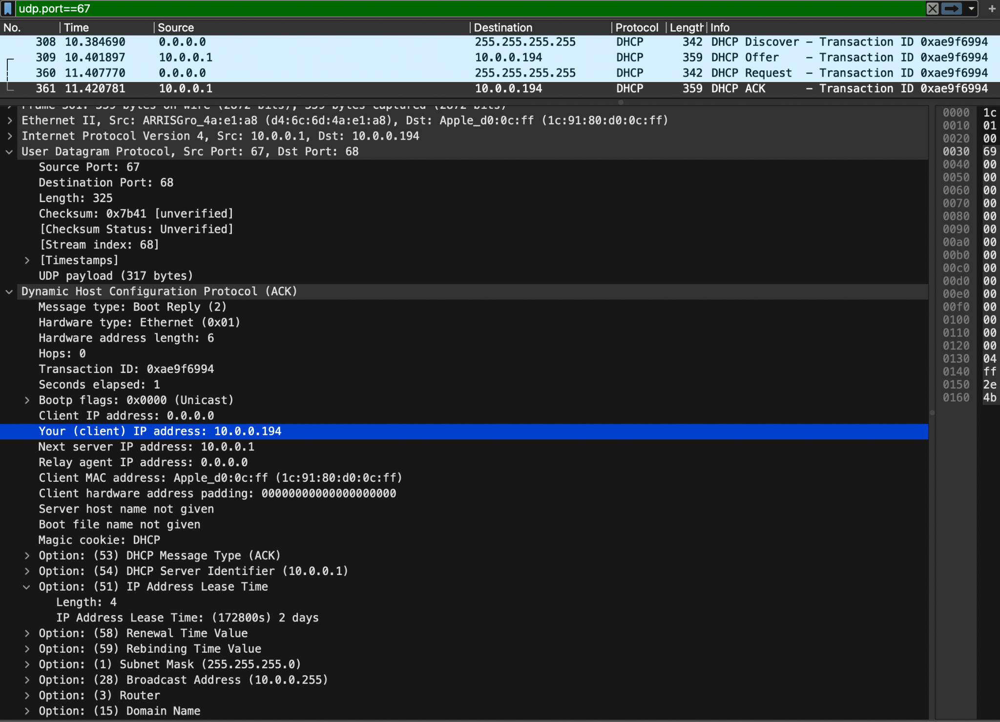 udp.port==67
No. Time Source Destination Protocol Length Info
308 10.384690 0.0.0.0 255.255.255.255 DHCP 342 DHCP Discover – Transaction ID 0xae9f6994
309 10.401897 10.0.0.1 10.0.0.194 DHCP 359 DHCP Offer – Transaction ID 0xae9f6994
360 11.407770 0.0.0.0 255.255.255.255 DHCP 342 DHCP Request – Transaction ID 0xae9f6994
361 11.420781 10.0.0.1 10.0.0.194 DHCP 359 DHCP ACK – Transaction ID 0xae9f6994
Frame 361: 359 bytes on wire (2872 bits), 359 bytes captured (2872 bits)
Ethernet II, Src: ARRISGro_4a:e1:a8 (d4:6c:6d:4a:e1:a8), Dst: Apple_d0:0c:ff (1c:91:80:d0:0c:ff)
Internet Protocol Version 4, Src: 10.0.0.1, Dst: 10.0.0.194
User Datagram Protocol, Src Port: 67, Dst Port: 68
Source Port: 67
Destination Port: 68
Length: 325
Checksum: 0x7b41 [unverified]
[Checksum Status: Unverified]
[Stream index: 68]
[Timestamps]
UDP payload (317 bytes)
Dynamic Host Configuration Protocol (ACK)
Message type: Boot Reply (2)
Hardware type: Ethernet (0x01)
Hardware address length: 6
Hops: 0
Transaction ID: 0xae9f6994
Seconds elapsed: 1
Bootp flags: 0x0000 (Unicast)
Client IP address: 0.0.0.0
Your (client) IP address: 10.0.0.194
Next server IP address: 10.0.0.1
Relay agent IP address: 0.0.0.0
Client MAC address: Apple_d0:0c:ff (1c:91:80:d0:0c:ff)
Client hardware address padding: 00000000000000000000
Server host name not given
Boot file name not given
Magic cookie: DHCP
Option: (53) DHCP Message Type (ACK)
Option: (54) DHCP Server Identifier (10.0.0.1)
Option: (51) IP Address Lease Time
Length: 4
IP Address Lease Time: (172800s) 2 days
Option: (58) Renewal Time Value
Option: (59) Rebinding Time Value
Option: (1) Subnet Mask (255.255.255.0)
Option: (28) Broadcast Address (10.0.0.255)
Option: (3) Router
Option: (15) Domain Name
0000 1c
0010 01
0020 00
0030 69
0040 00
0050 00
0060 00
0070 00
0080 00
0090 00
00a0 00
00b0 00
00c0 00
00d0 00
00e0 00
00f0 00
0100 00
0110 00
0120 00
0130 04
0140 ff
0150 2e
0160 4b